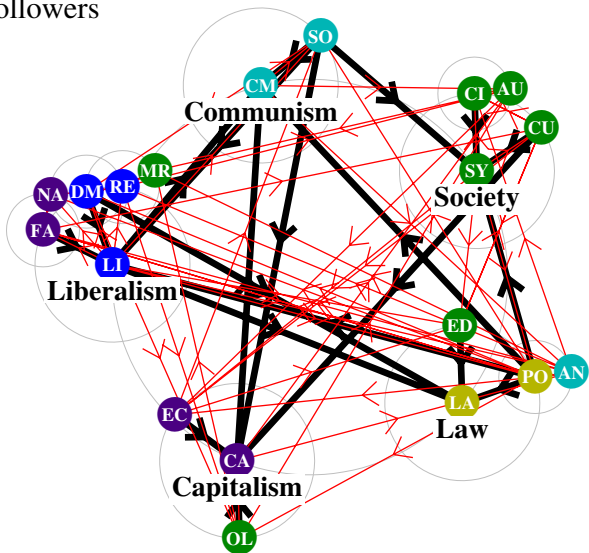 ollowers
SO
CM
Communism
CI
AU
CU
SY
Society
MR
RE
DM
NA
FA
LI
Liberalism
ED
PO
AN
LA
Law
EC
CA
Capitalism
OL